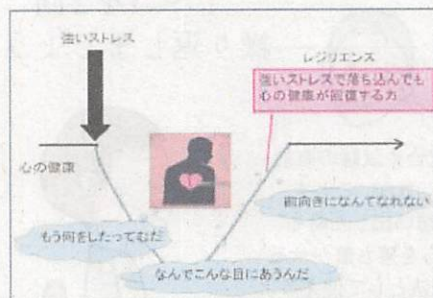 強いストレス
レジリエンス
強いストレスで落ち込んでも
心の健康が回復する力
心の健康
前向きになんてなれない
もう何をしたってむだ
なんでこんな目にあうんだ